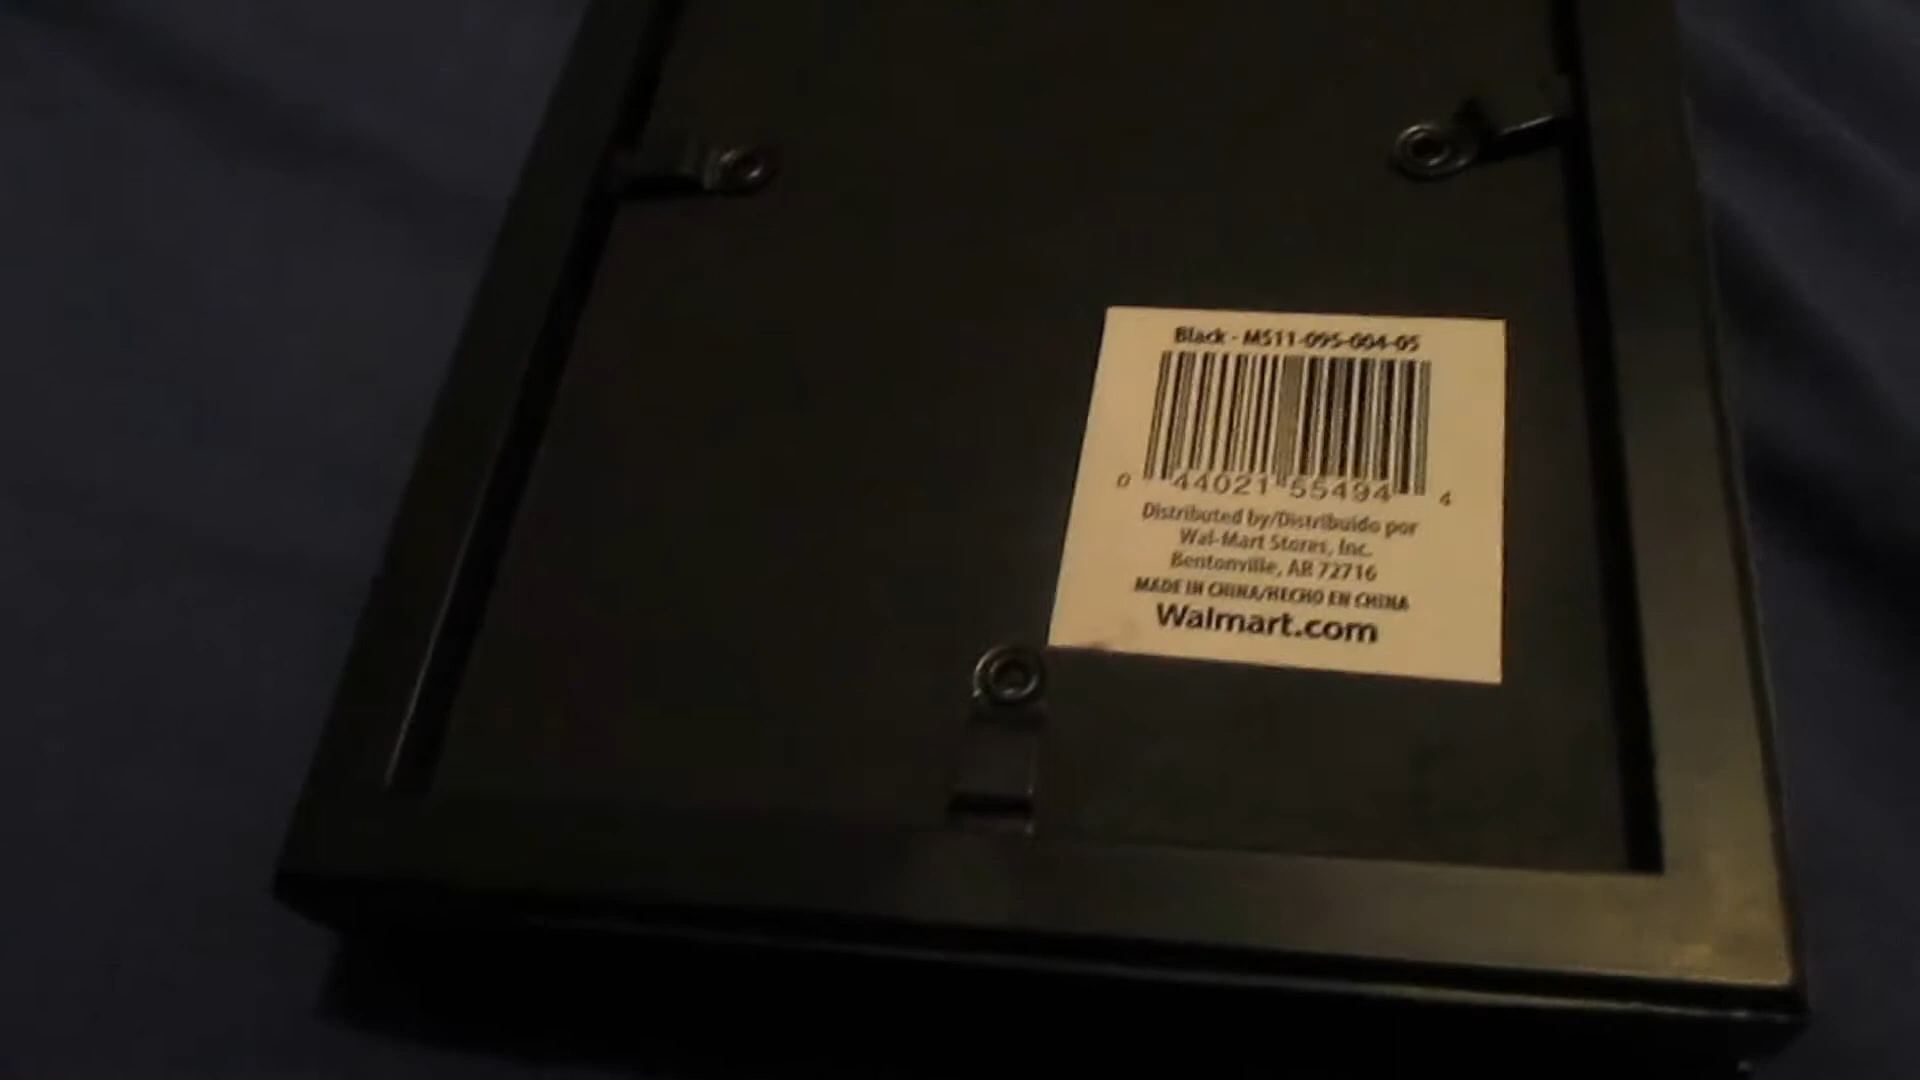 Black - MS11-095-004-05
0 44021 55494 4
Distributed by/Distribuido por
Wal-Mart Stores, Inc.
Bentonville, AR 72716
MADE IN CHINA/HECHO EN CHINA
Walmart.com